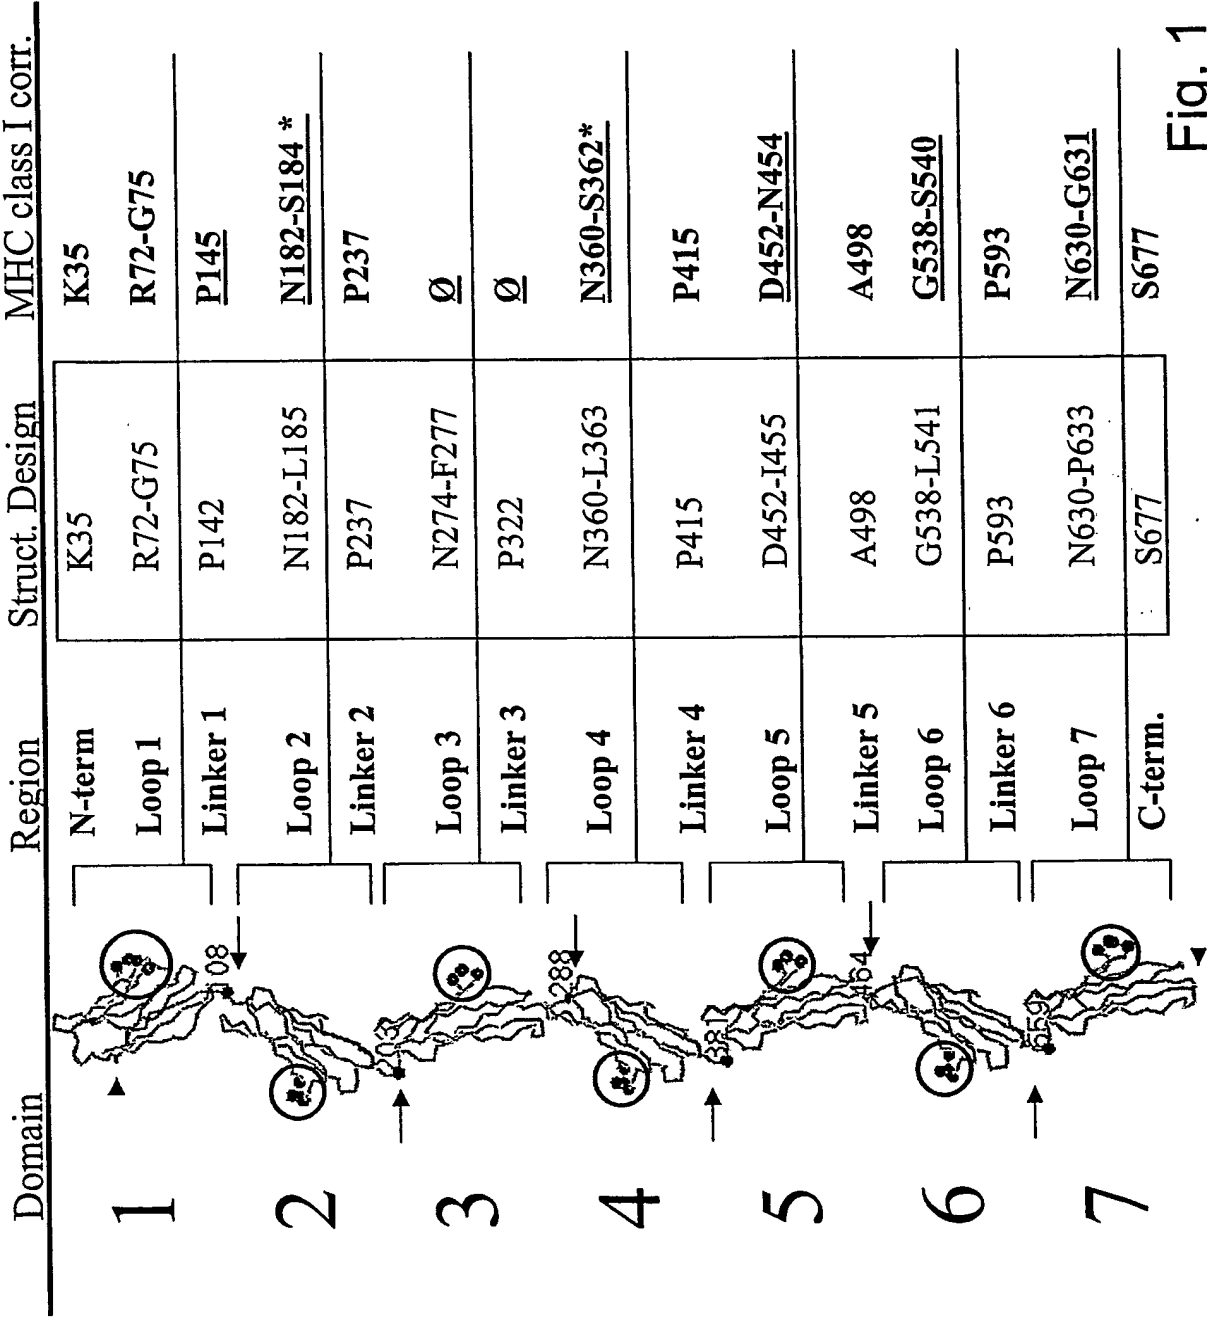 Domain Region Struct. Design MHC class I corr.
1
N-term K35 K35
Loop 1 R72-G75 R72-G75
Linker 1 P142 P145
108
2
Loop 2 N182-L185 N182-S184 *
Linker 2 P237 P237
3
Loop 3 N274-F277 Ø
Linker 3 P322 Ø
288
4
Loop 4 N360-L363 N360-S362*
Linker 4 P415 P415
381
5
Loop 5 D452-I455 D452-N454
Linker 5 A498 A498
464
6
Loop 6 G538-L541 G538-S540
Linker 6 P593 P593
559
7
Loop 7 N630-P633 N630-G631
C-term. S677 S677
Fig. 1